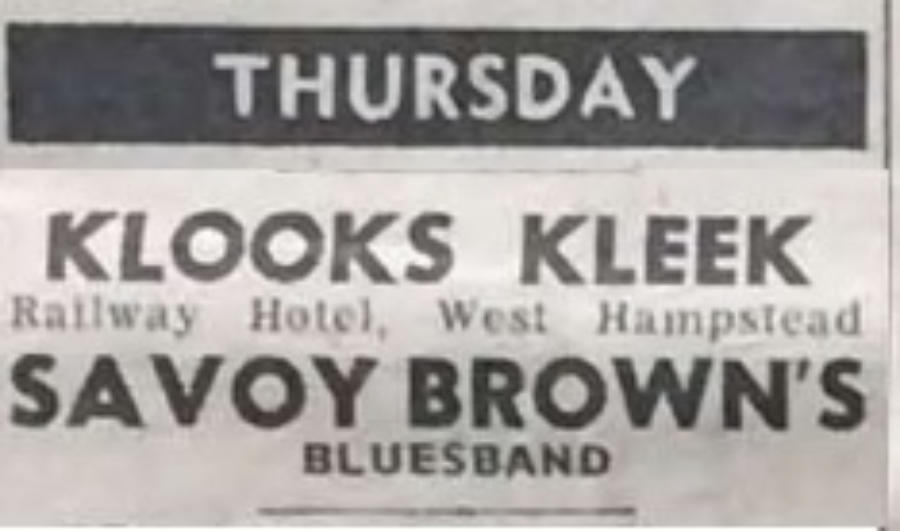 THURSDAY
KLOOKS KLEEK
Railway Hotel, West Hampstead
SAVOY BROWN'S
BLUESBAND